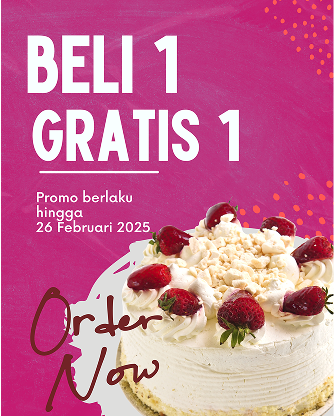 BELI 1
GRATIS 1
Promo berlaku
hingga
26 Februari 2025
Order
Now